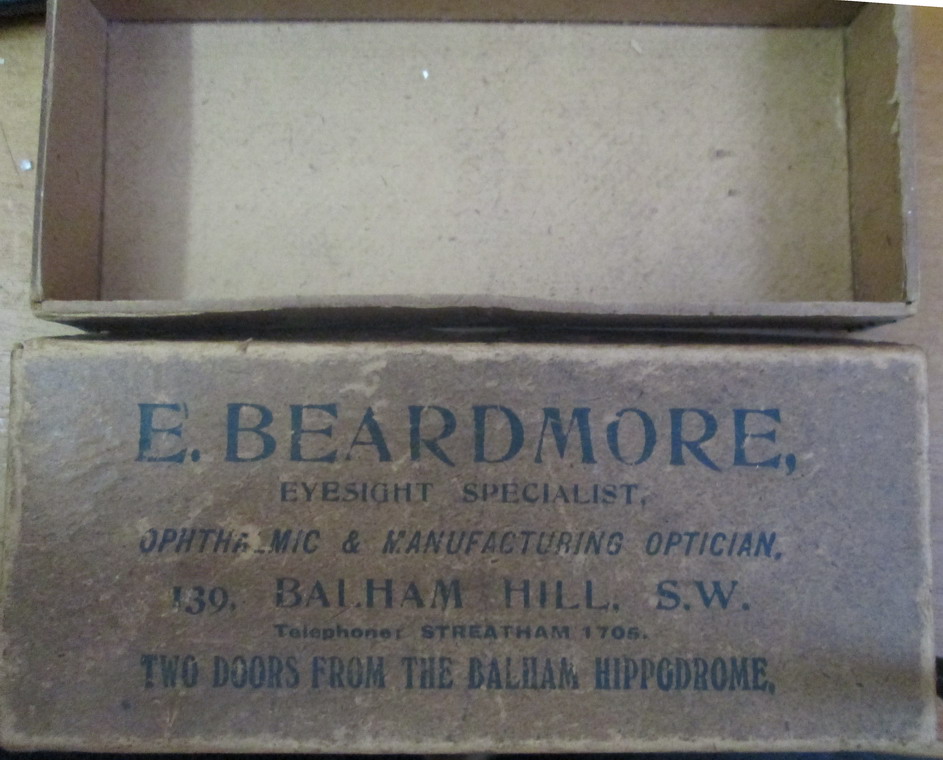 E. BEARDMORE,
EYESIGHT SPECIALIST,
OPHTHALMIC & MANUFACTURING OPTICIAN,
139, BALHAM HILL, S.W.
Telephone: STREATHAM 1706.
TWO DOORS FROM THE BALHAM HIPPODROME,